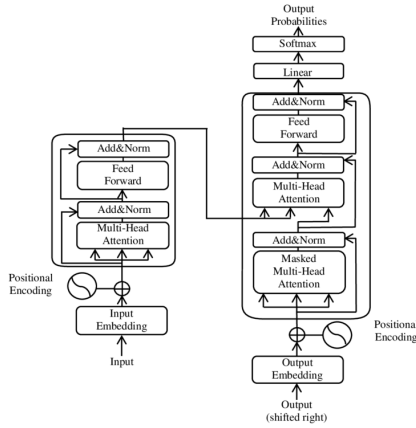 Output
Probabilities
Softmax
Linear
Add&Norm
Feed
Forward
Add&Norm
Multi-Head
Attention
Add&Norm
Masked
Multi-Head
Attention
Positional
Encoding
Output
Embedding
Output
(shifted right)
Add&Norm
Feed
Forward
Add&Norm
Multi-Head
Attention
Positional
Encoding
Input
Embedding
Input